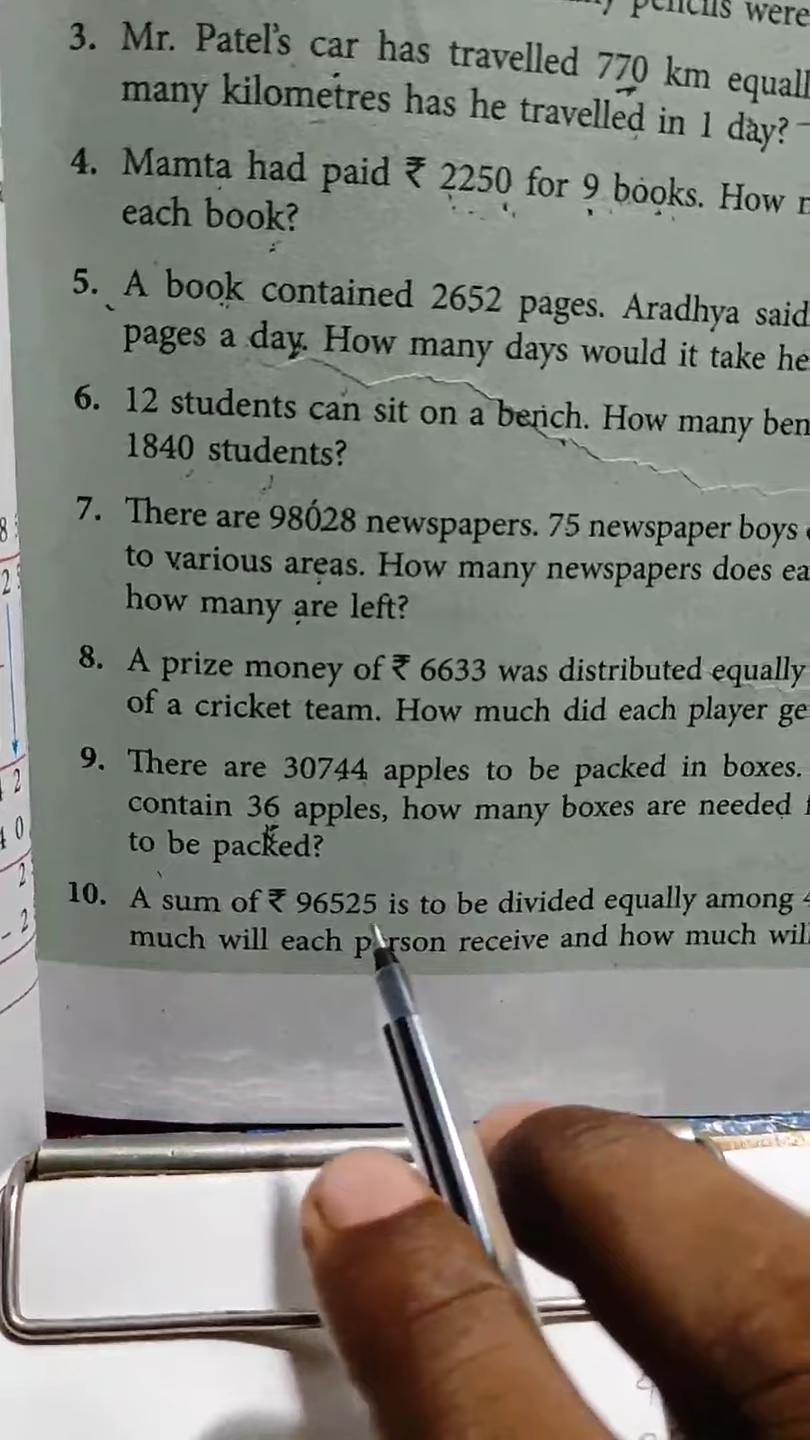 pencils were
3. Mr. Patel's car has travelled 770 km equall
many kilometres has he travelled in 1 day?
4. Mamta had paid ₹ 2250 for 9 books. How
each book?
5. A book contained 2652 pages. Aradhya said
pages a day. How many days would it take he
6. 12 students can sit on a bench. How many ben
1840 students?
7. There are 98028 newspapers. 75 newspaper boys
to various areas. How many newspapers does ea
how many are left?
8. A prize money of ₹ 6633 was distributed equally
of a cricket team. How much did each player ge
9. There are 30744 apples to be packed in boxes.
contain 36 apples, how many boxes are needed
to be packed?
10. A sum of ₹ 96525 is to be divided equally among 4
much will each person receive and how much will